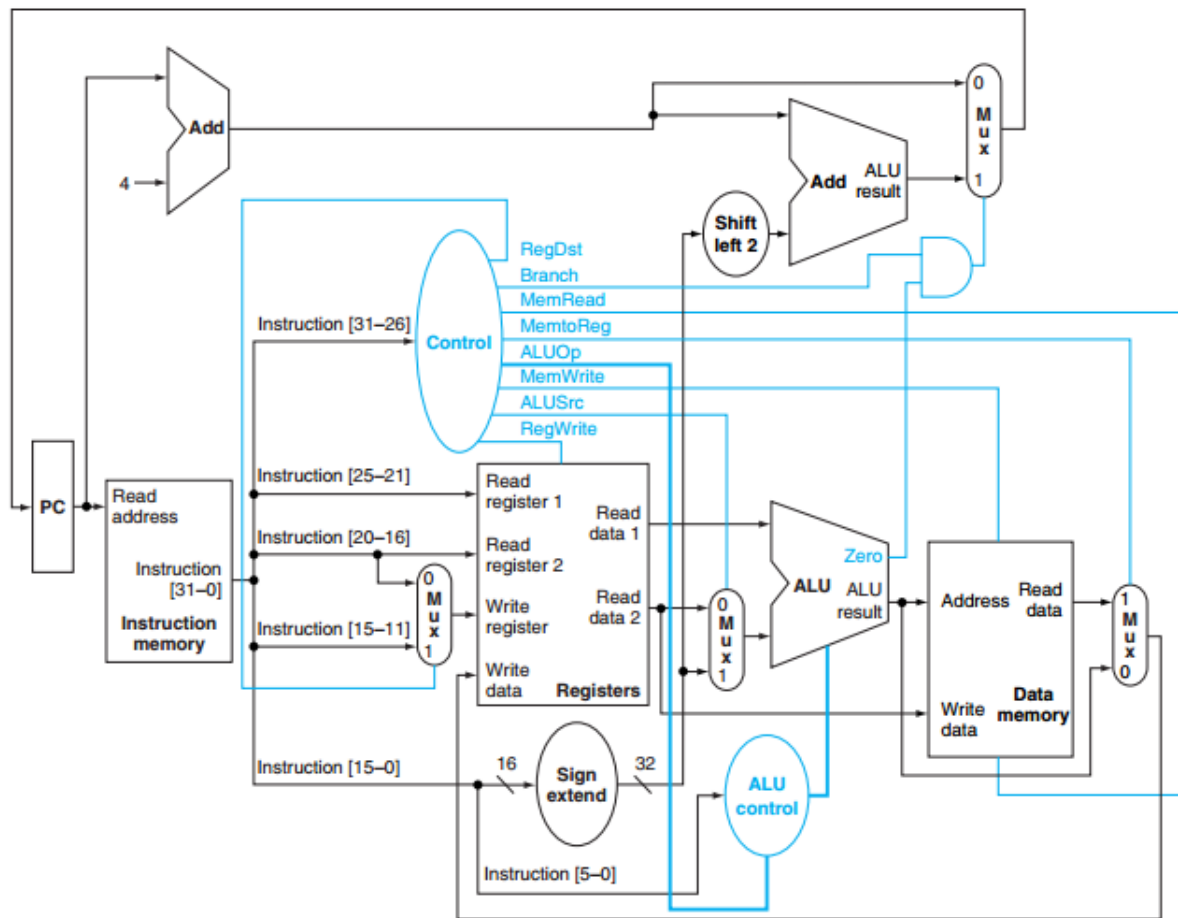 0
M
u
x
1
Add
4
Add
ALU
result
Shift
left 2
RegDst
Branch
MemRead
MemtoReg
ALUOp
MemWrite
ALUSrc
RegWrite
Control
Instruction [31–26]
Instruction [25–21]
Instruction [20–16]
Instruction [15–11]
Instruction [15–0]
Instruction [5–0]
PC
Read
address
Instruction
[31–0]
Instruction
memory
0
M
u
x
1
Read
register 1
Read
register 2
Write
register
Write
data
Read
data 1
Read
data 2
Registers
16
Sign
extend
32
0
M
u
x
1
Zero
ALU
ALU
result
ALU
control
Address
Read
data
Write
data
Data
memory
1
M
u
x
0